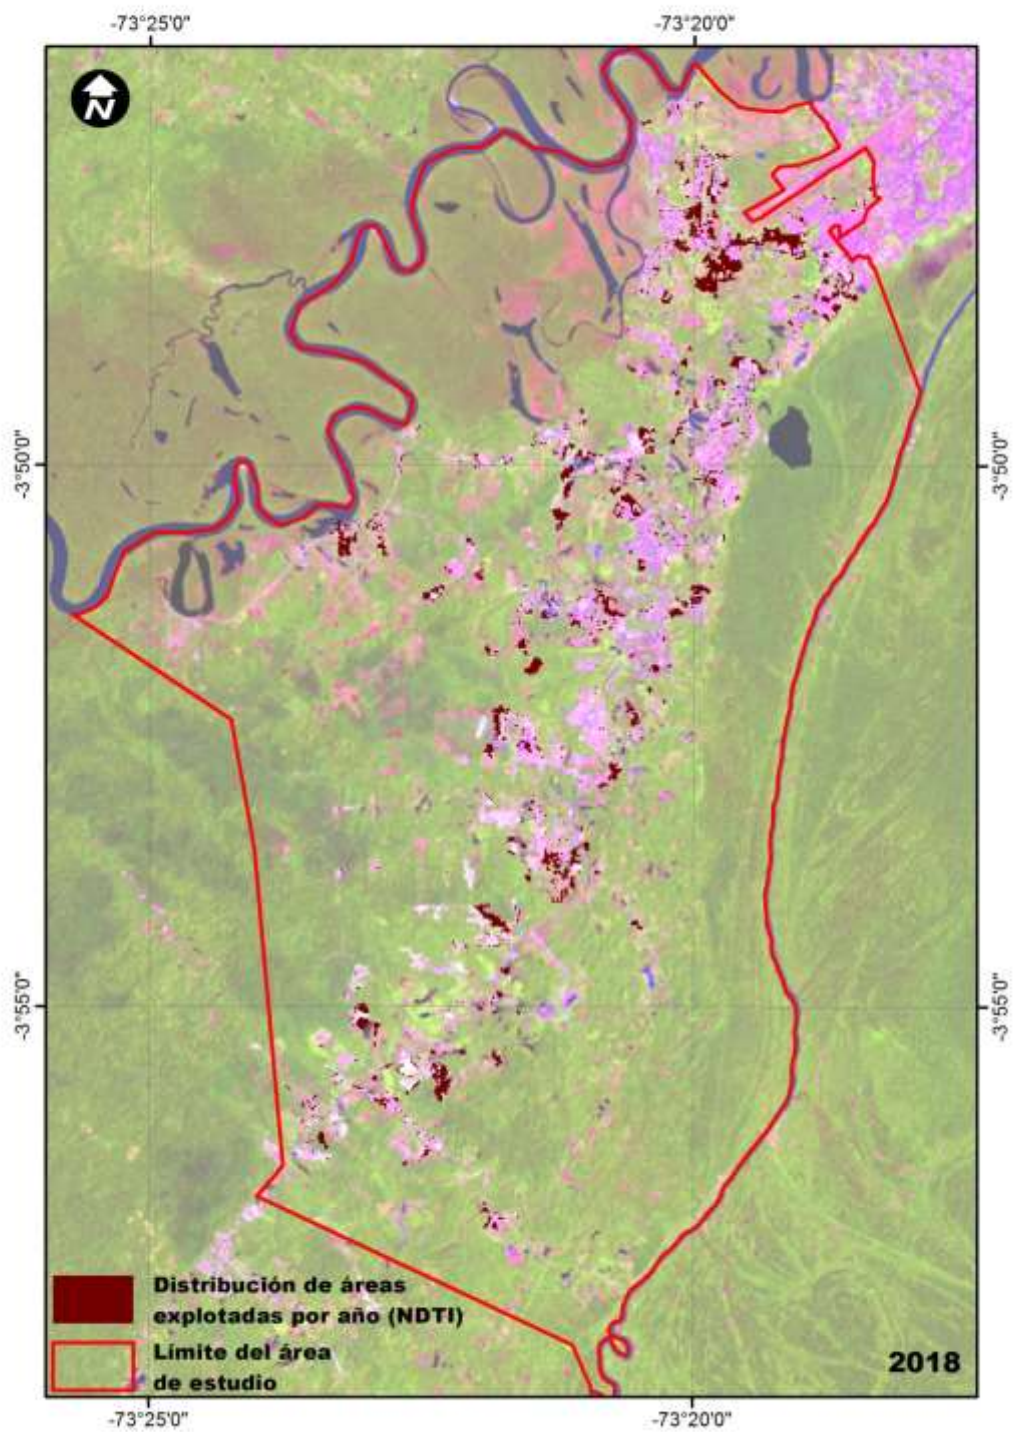 -73°25'0"
-73°20'0"
N
-3°50'0"
-3°50'0"
-3°55'0"
-3°55'0"
Distribución de áreas
explotadas por año (NDTI)
Límite del área
de estudio
2018
-73°25'0"
-73°20'0"